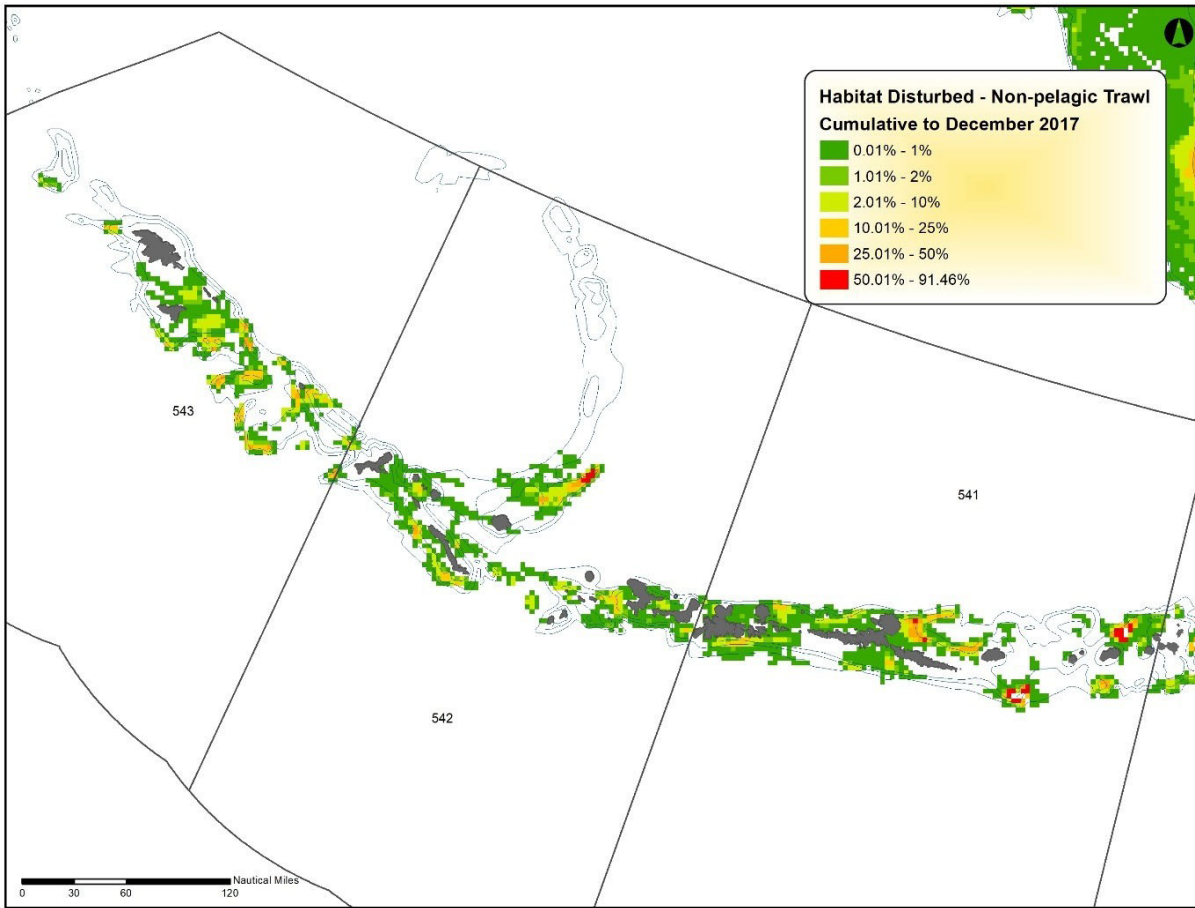 Habitat Disturbed - Non-pelagic Trawl
Cumulative to December 2017
0.01% - 1%
1.01% - 2%
2.01% - 10%
10.01% - 25%
25.01% - 50%
50.01% - 91.46%
543
541
542
Nautical Miles
0 30 60 120